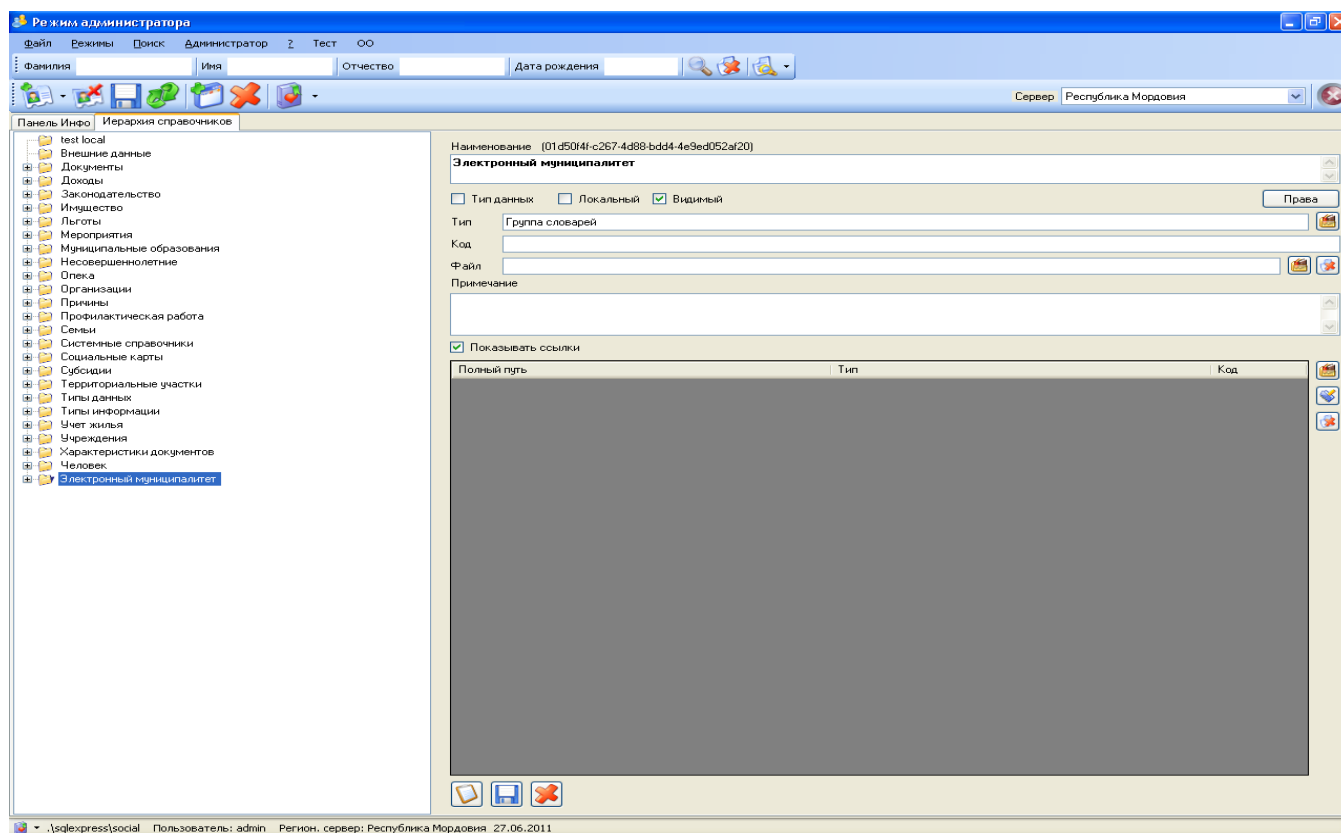 Режим администратора
Файл Режимы Поиск Администратор ? Тест ОО
Фамилия Имя Отчество Дата рождения
Сервер Республика Мордовия
Панель Инфо Иерархия справочников
test local
Внешние данные
Документы
Доходы
Законодательство
Имущество
Льготы
Мероприятия
Муниципальные образования
Несовершеннолетние
Опека
Организации
Причины
Профилактическая работа
Семьи
Системные справочники
Социальные карты
Субсидии
Территориальные участки
Типы данных
Типы информации
Учет жилья
Учреждения
Характеристики документов
Человек
Электронный муниципалитет
Наименование (01d50f4f-c267-4d88-bdd4-4e9ed052af20)
Электронный муниципалитет
Тип данных Локальный Видимый Права
Тип Группа словарей
Код
Файл
Примечание
Показывать ссылки
Полный путь Тип Код
.\sqlexpress\social Пользователь: admin Регион. сервер: Республика Мордовия 27.06.2011